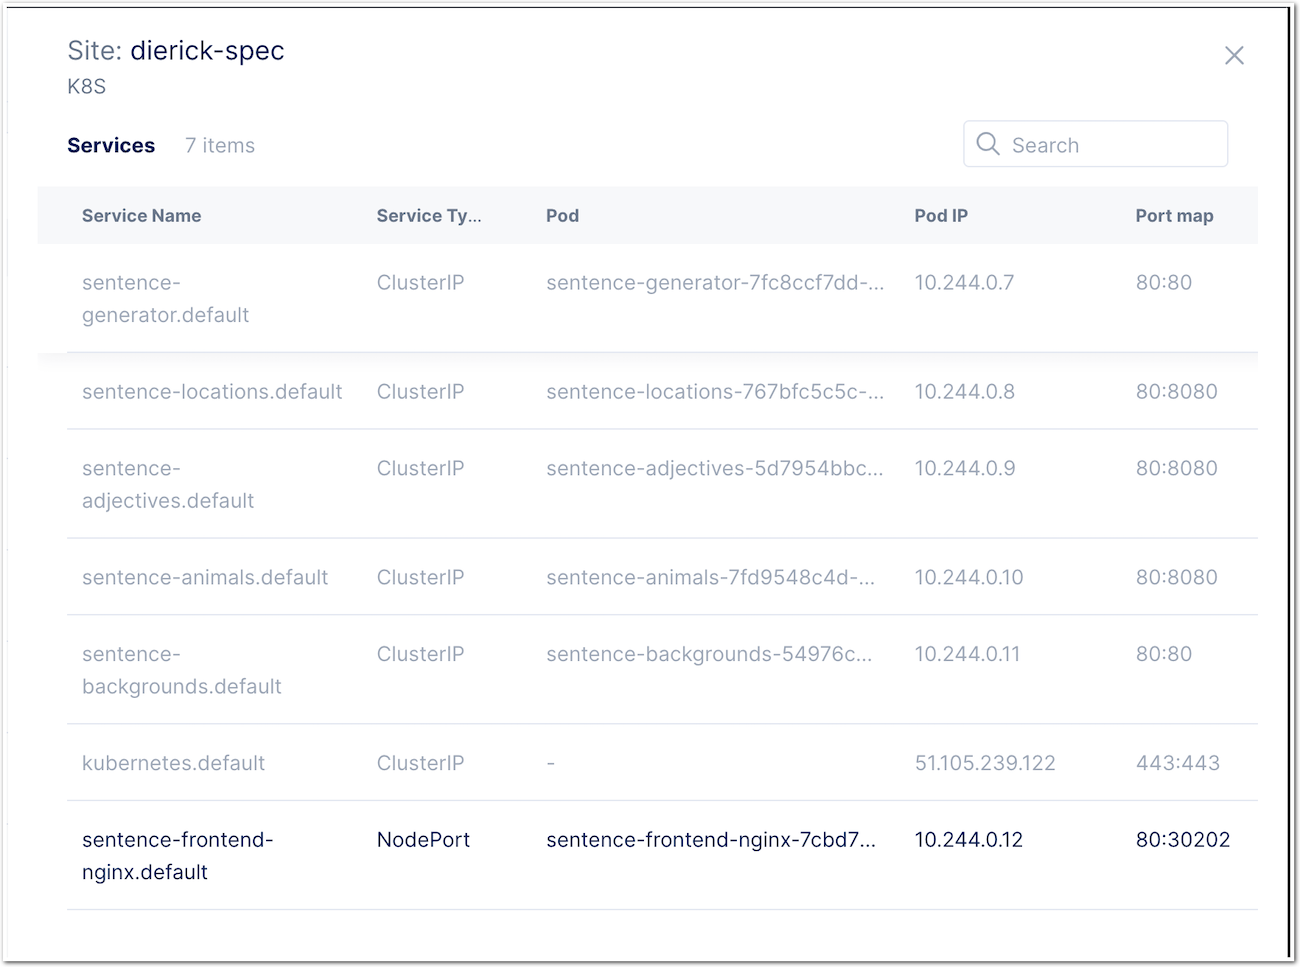 Site: dierick-spec
K8S
Services 7 items Search
Service Name Service Ty... Pod Pod IP Port map
sentence- ClusterIP sentence-generator-7fc8ccf7dd-... 10.244.0.7 80:80
generator.default
sentence-locations.default ClusterIP sentence-locations-767bfc5c5c-... 10.244.0.8 80:8080
sentence- ClusterIP sentence-adjectives-5d7954bbc... 10.244.0.9 80:8080
adjectives.default
sentence-animals.default ClusterIP sentence-animals-7fd9548c4d-... 10.244.0.10 80:8080
sentence- ClusterIP sentence-backgrounds-54976c... 10.244.0.11 80:80
backgrounds.default
kubernetes.default ClusterIP - 51.105.239.122 443:443
sentence-frontend- NodePort sentence-frontend-nginx-7cbd7... 10.244.0.12 80:30202
nginx.default